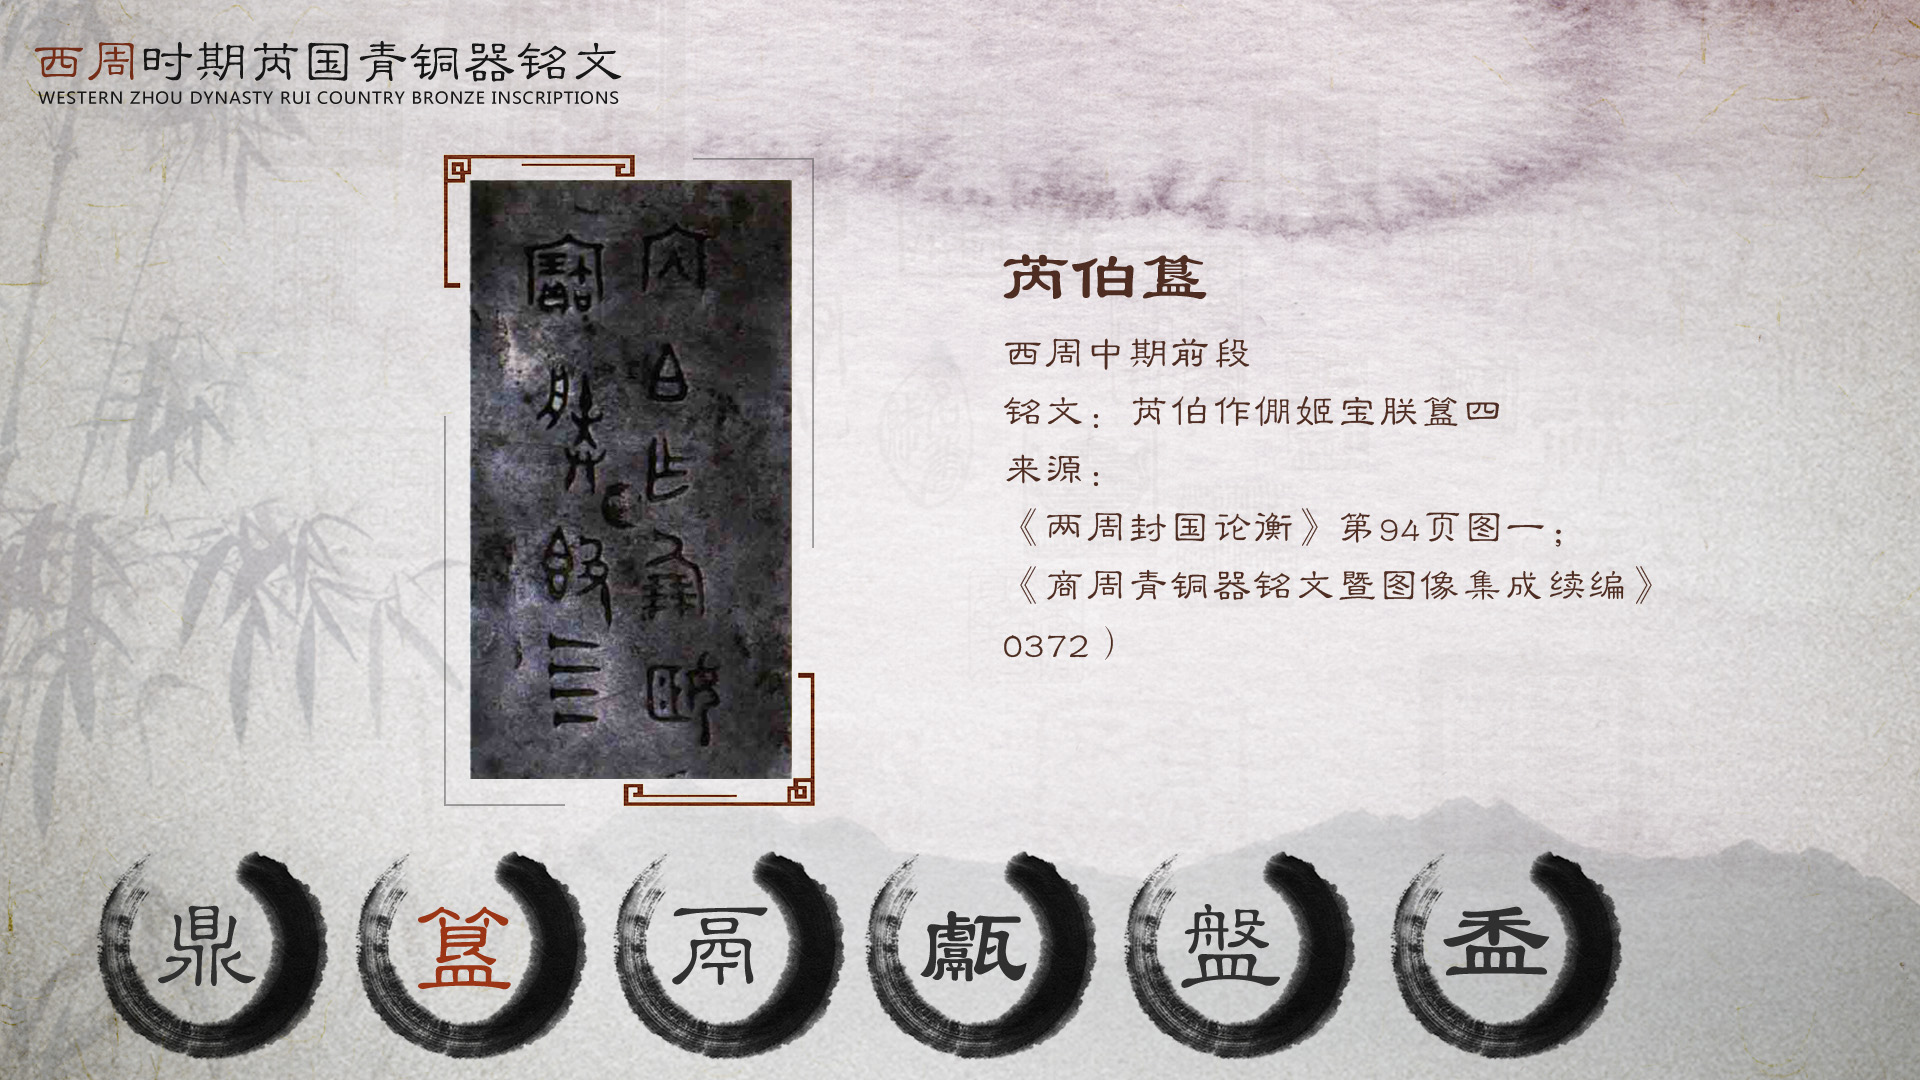 西周时期芮国青铜器铭文
WESTERN ZHOU DYNASTY RUI COUNTRY BRONZE INSCRIPTIONS
芮伯簋
西周中期前段
铭文：芮伯作倗姬宝朕簋四
来源：
《两周封国论衡》第94页图一；
《商周青铜器铭文暨图像集成续编》
0372）
鼎
簋
鬲
甗
盤
盉